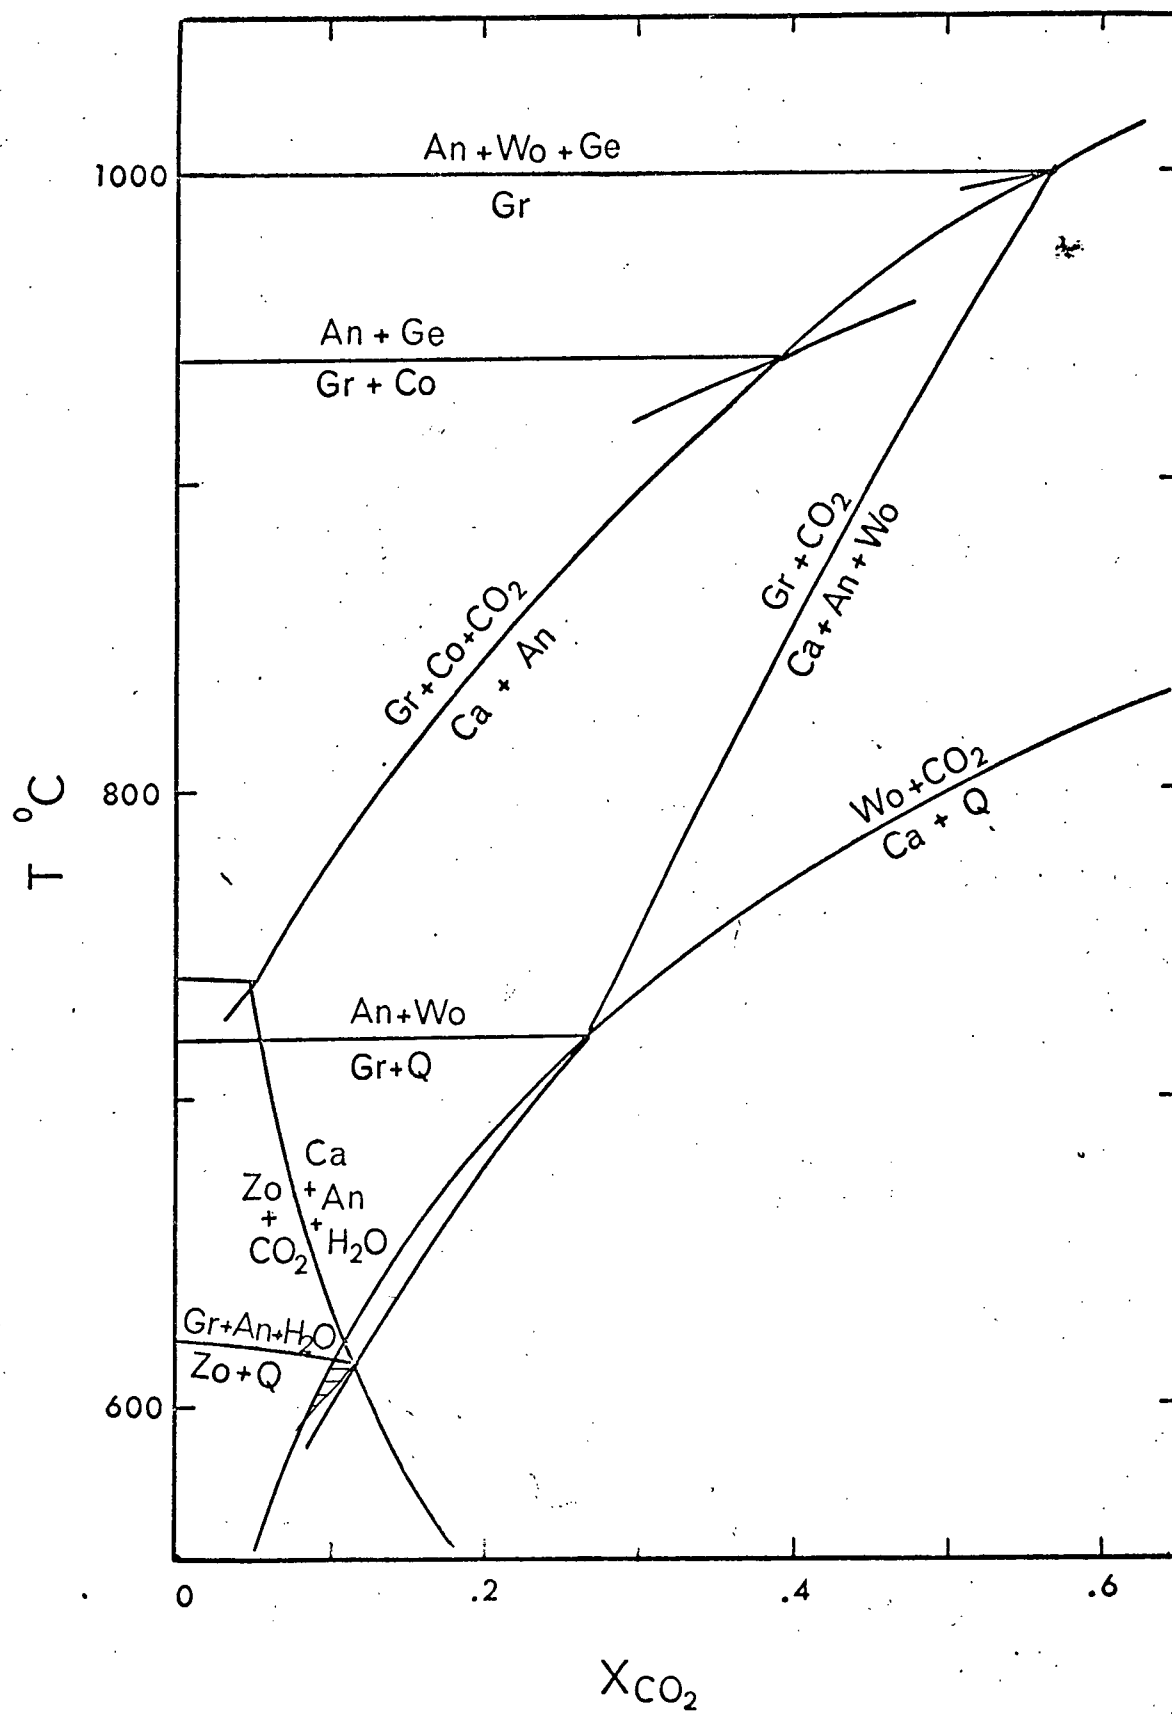 An + Wo + Ge
1000
Gr
An + Ge
Gr + Co
Gr + CO2
Ca + An + Wo
Gr + Co + CO2
Ca + An
Wo + CO2
Ca + Q
T °C
800
An + Wo
Gr + Q
Ca
Zo + An
+ +
CO2 H2O
Gr + An + H2O
Zo + Q
600
0 .2 .4 .6
XCO2